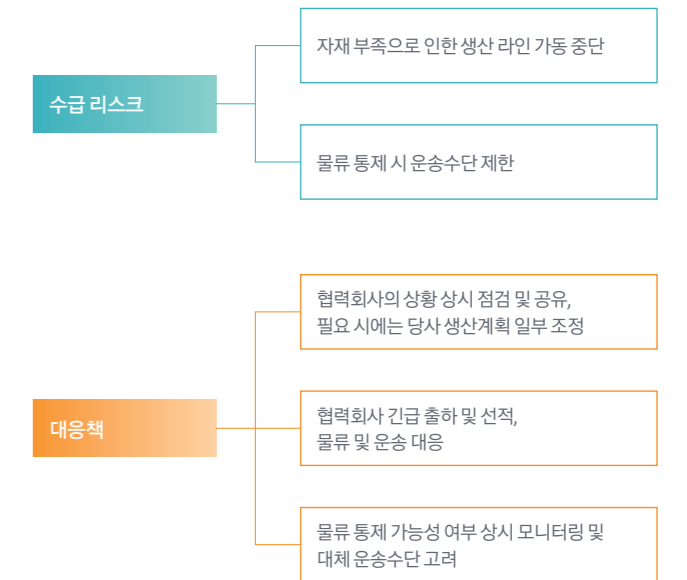 수급 리스크
자재 부족으로 인한 생산 라인 가동 중단
물류 통제 시 운송수단 제한
대응책
협력회사의 상황 상시 점검 및 공유,
필요 시에는 당사 생산계획 일부 조정
협력회사 긴급 출하 및 선적,
물류 및 운송 대응
물류 통제 가능성 여부 상시 모니터링 및
대체 운송수단 고려